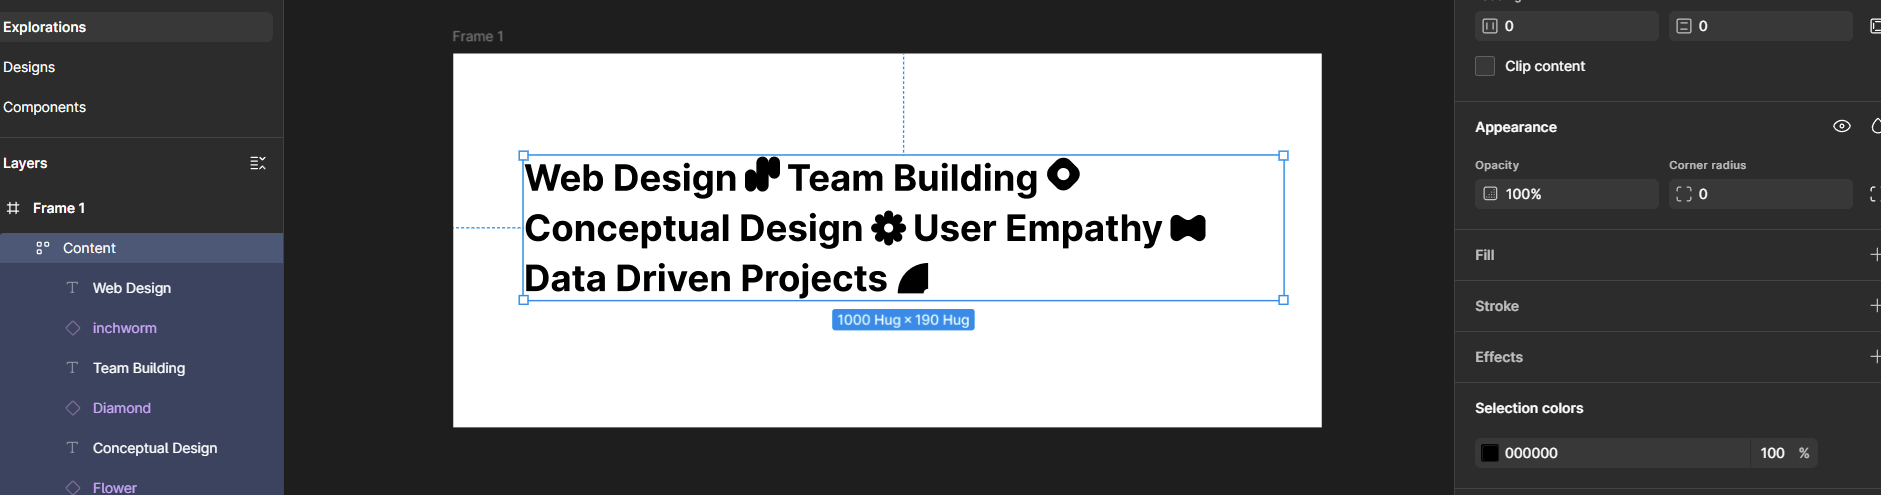 Explorations
Designs
Components
Layers
Frame 1
Content
Web Design
inchworm
Team Building
Diamond
Conceptual Design
Flower
Frame 1
Web Design Team Building
Conceptual Design User Empathy
Data Driven Projects
1000 Hug × 190 Hug
0 0
Clip content
Appearance
Opacity Corner radius
100% 0
Fill
Stroke
Effects
Selection colors
000000 100 %